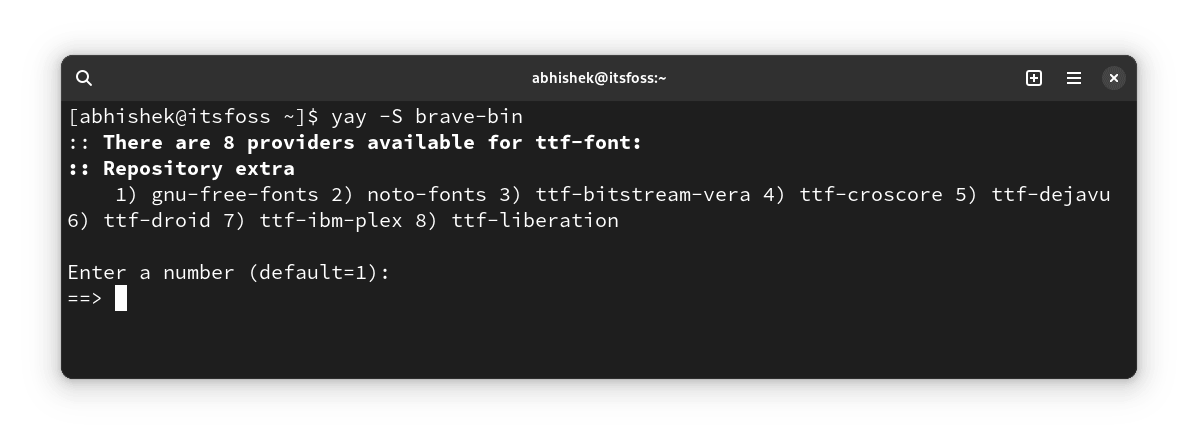 abhishek@itsfoss:~
[abhishek@itsfoss ~]$ yay -S brave-bin
:: There are 8 providers available for ttf-font:
:: Repository extra
    1) gnu-free-fonts 2) noto-fonts 3) ttf-bitstream-vera 4) ttf-croscore 5) ttf-dejavu
6) ttf-droid 7) ttf-ibm-plex 8) ttf-liberation
Enter a number (default=1):
==>